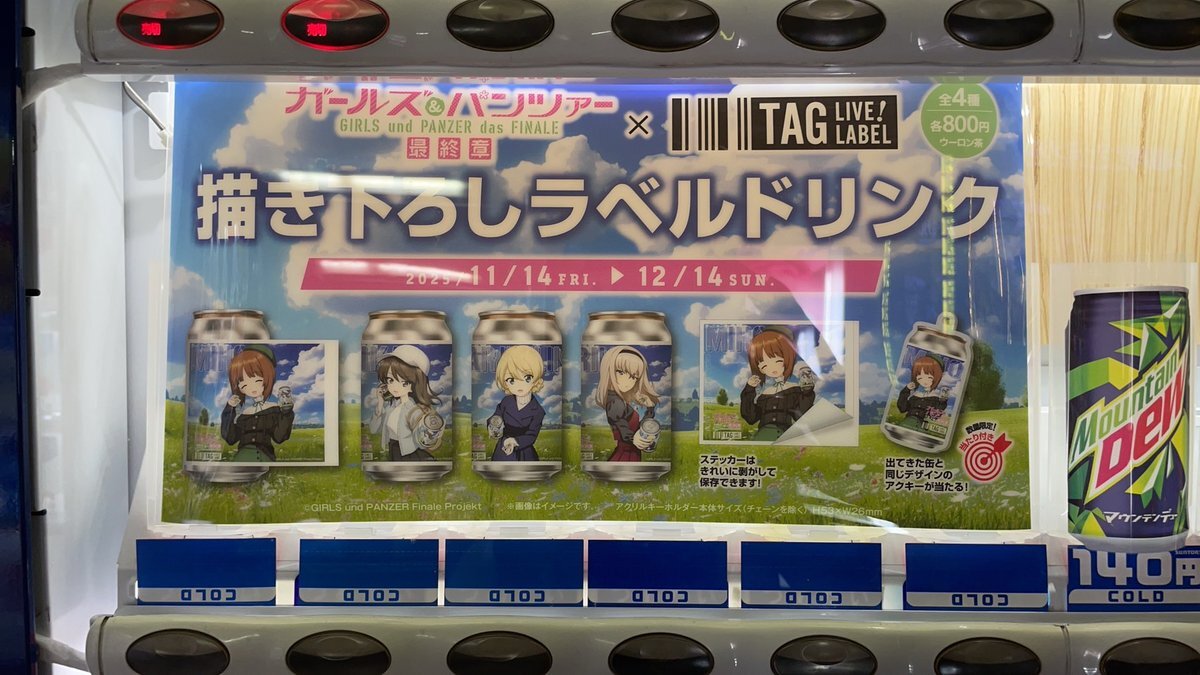 売切
売切
ガールズ&パンツァー
GIRLS und PANZER das FINALE
最終章
×
TAG LIVE! LABEL
全4種
各800円
ウーロン茶
描き下ろしラベルドリンク
2025/11/14 FRI. ▶ 12/14 SUN.
ステッカーは
きれいに剥がして
保存できます!
数量限定!
当たり付き
出てきた缶と
同じデザインの
アクキーが当たる!
©GIRLS und PANZER Finale Projekt
※画像はイメージです。
アクリルキーホルダー本体サイズ(チェーンを除く) H53×W26mm
Mountain
DEW
マウンテンデュー
COLD
COLD
COLD
COLD
COLD
COLD
SUNTORY
140円
COLD